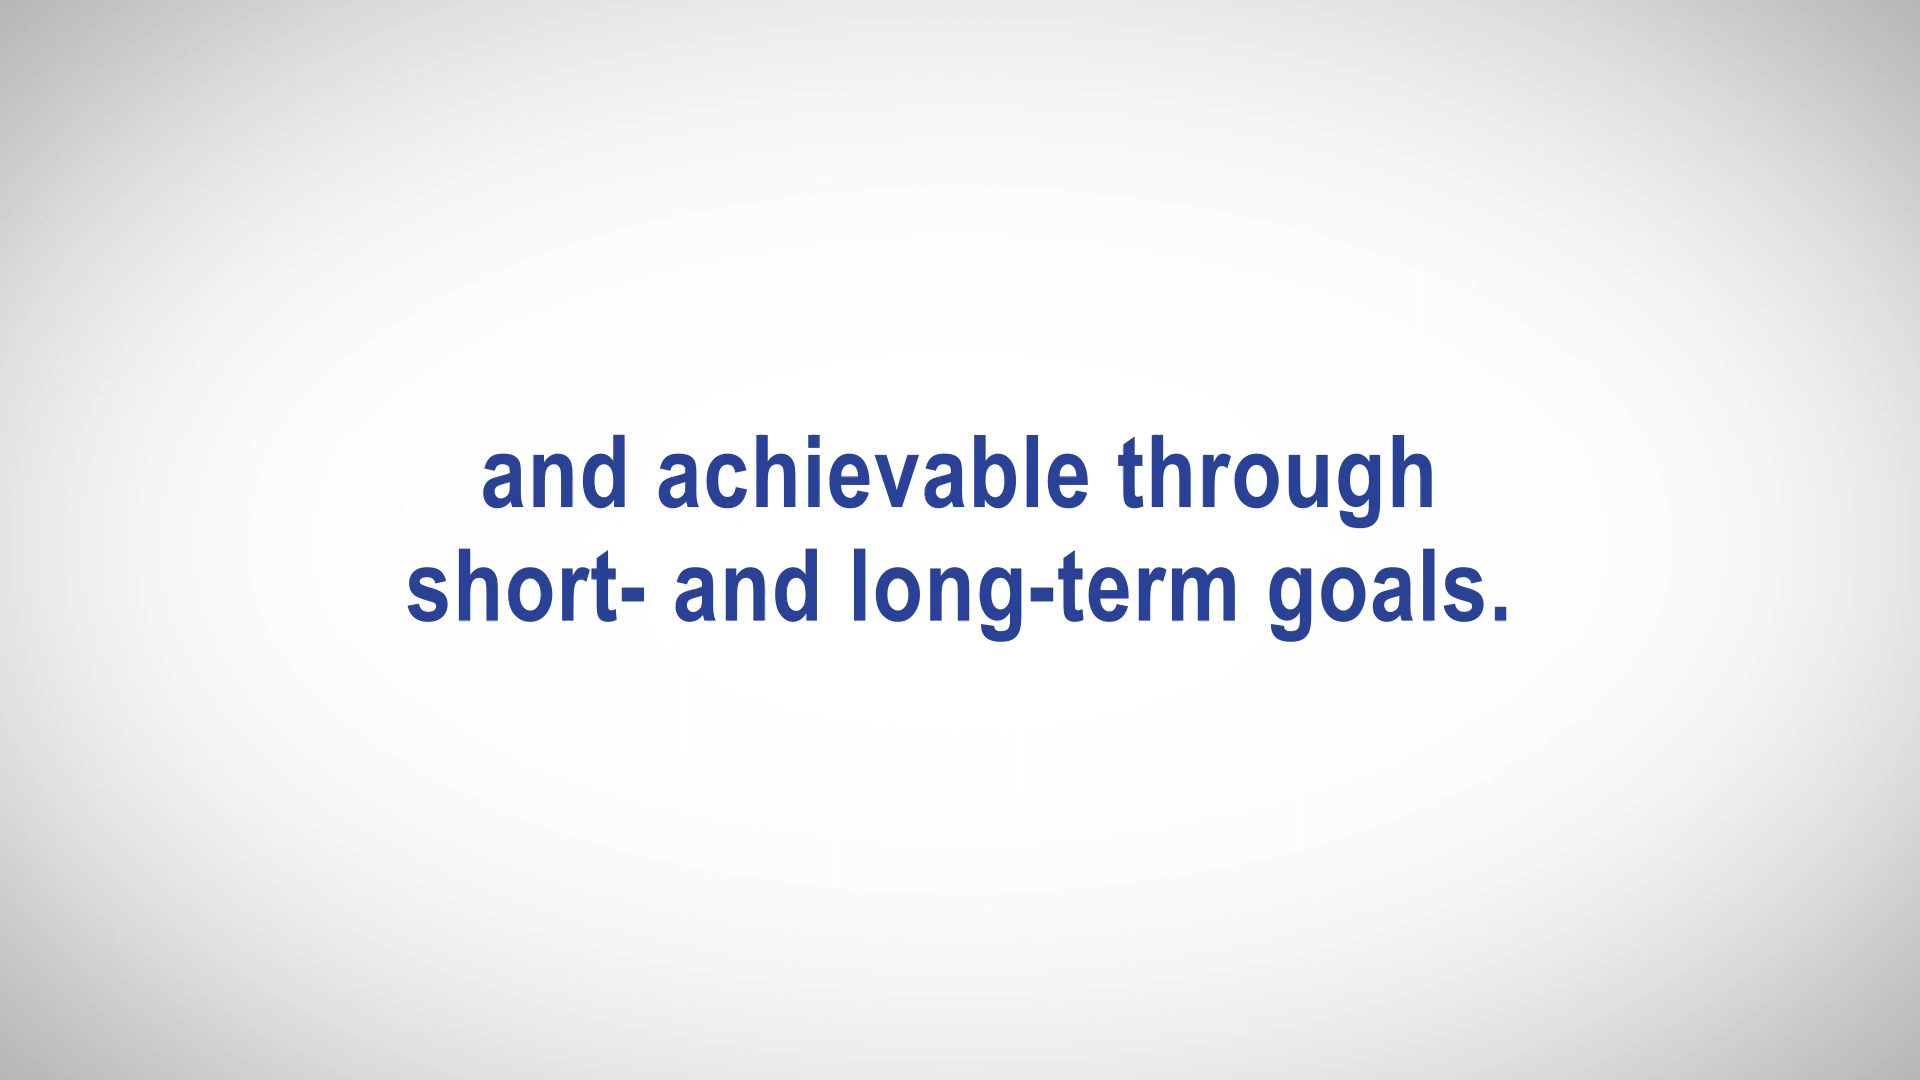 and achievable through
short- and long-term goals.